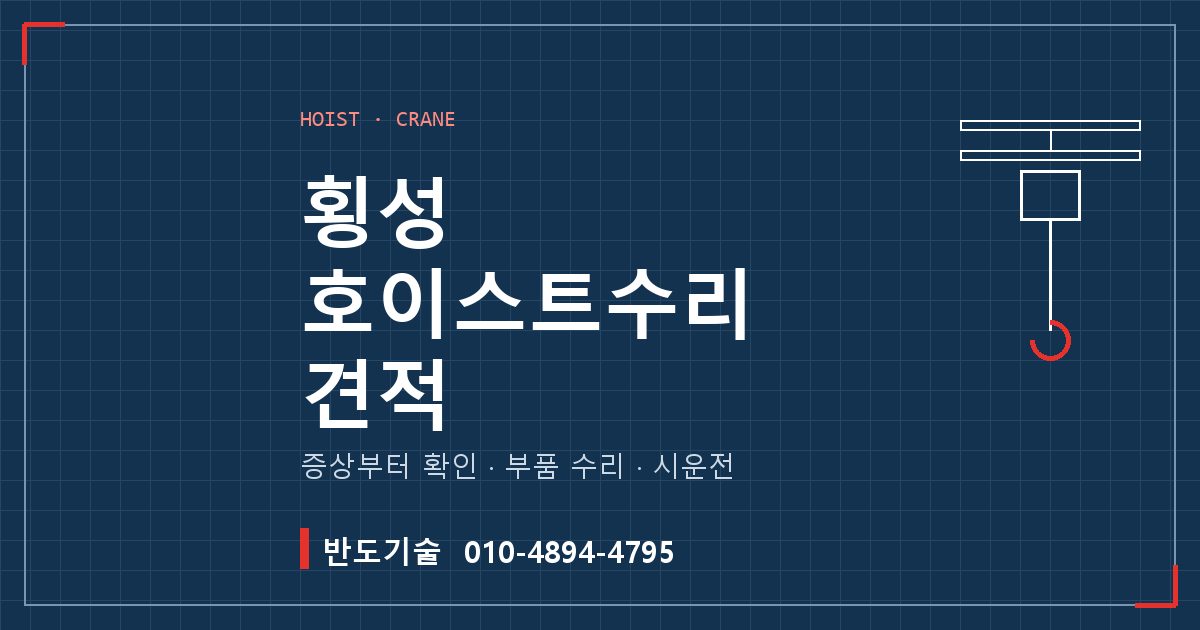 HOIST · CRANE
횡성
호이스트수리
견적
증상부터 확인 · 부품 수리 · 시운전
반도기술 010-4894-4795